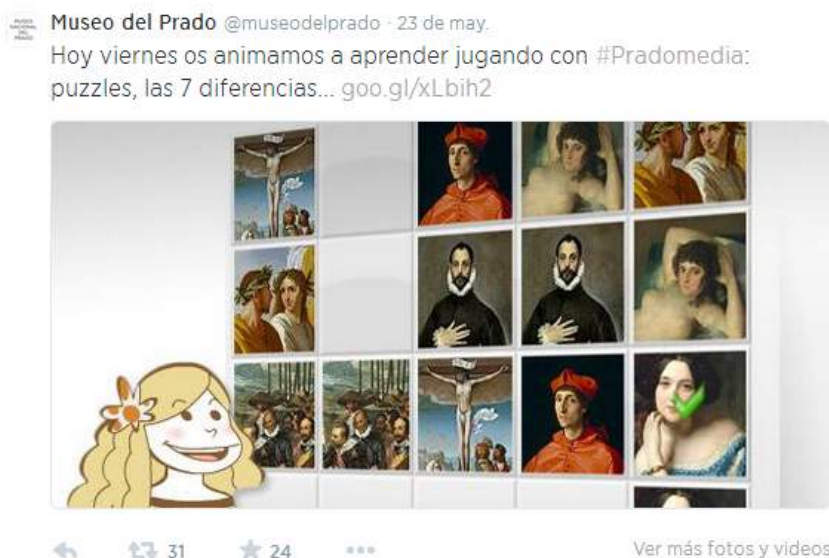 Museo del Prado @museodelprado · 23 de may.
Hoy viernes os animamos a aprender jugando con #Pradomedia:
puzzles, las 7 diferencias... goo.gl/xLbih2
31 24
Ver más fotos y videos